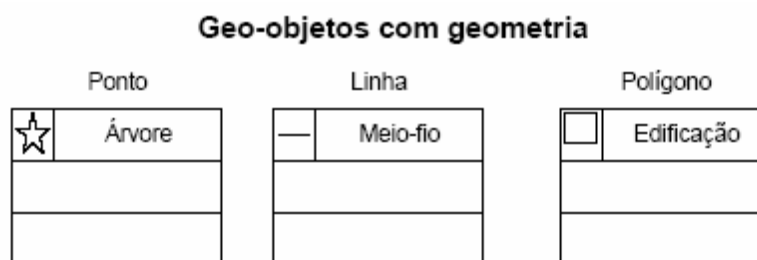 Geo-objetos com geometria
Ponto Linha Polígono
Árvore Meio-fio Edificação